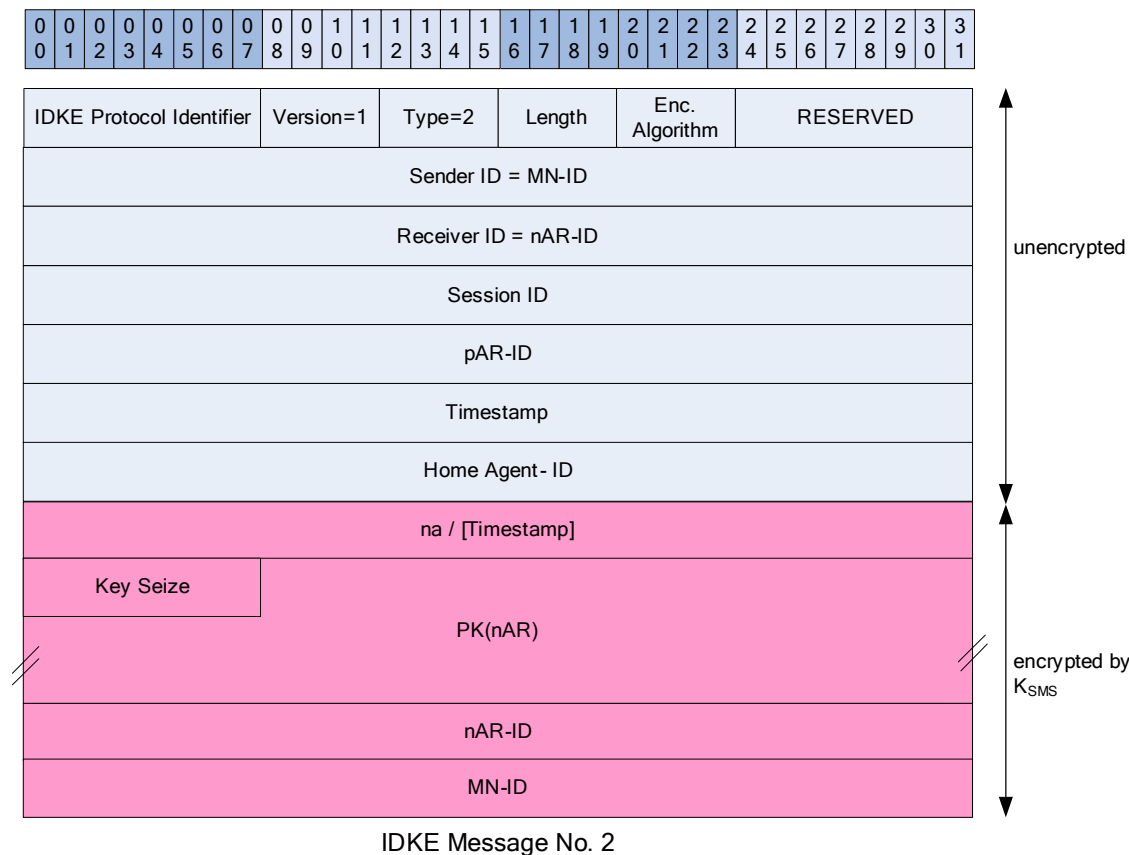 0 0 0 0 0 0 0 0 0 0 1 1 1 1 1 1 1 1 1 1 2 2 2 2 2 2 2 2 2 2 3 3
0 1 2 3 4 5 6 7 8 9 0 1 2 3 4 5 6 7 8 9 0 1 2 3 4 5 6 7 8 9 0 1
IDKE Protocol Identifier Version=1 Type=2 Length Enc. Algorithm RESERVED
Sender ID = MN-ID
Receiver ID = nAR-ID
unencrypted
Session ID
pAR-ID
Timestamp
Home Agent- ID
na / [Timestamp]
Key Seize
PK(nAR)
encrypted by
KSMS
nAR-ID
MN-ID
IDKE Message No. 2